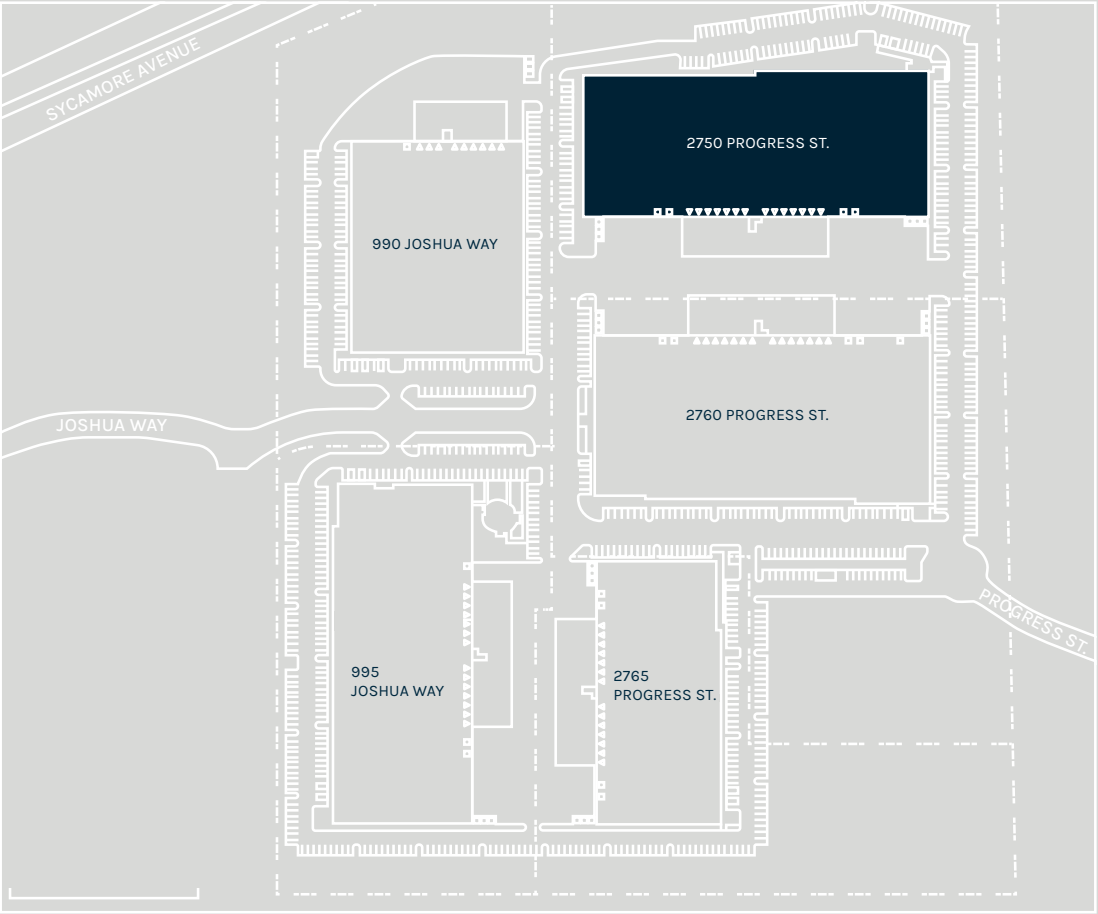 SYCAMORE AVENUE
2750 PROGRESS ST.
990 JOSHUA WAY
2760 PROGRESS ST.
JOSHUA WAY
PROGRESS ST.
995
JOSHUA WAY
2765
PROGRESS ST.